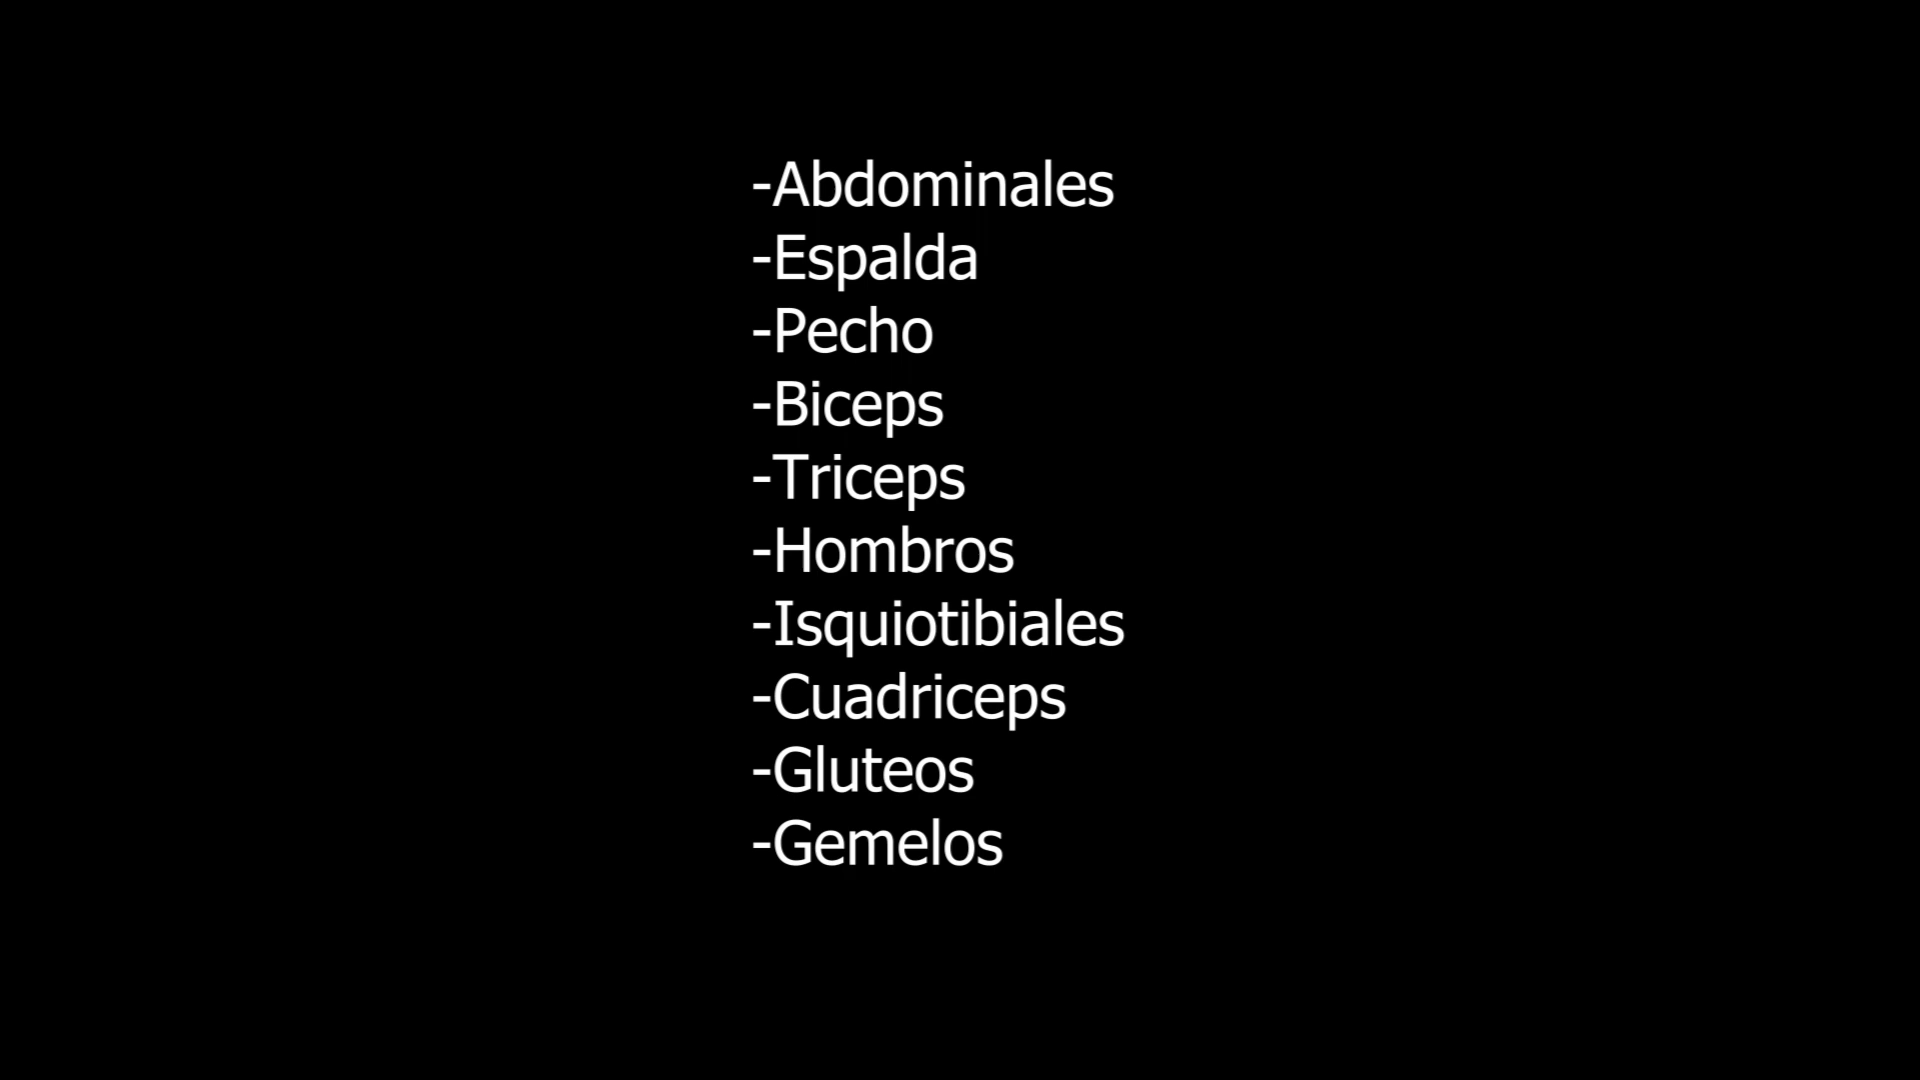 -Abdominales
-Espalda
-Pecho
-Biceps
-Triceps
-Hombros
-Isquiotibiales
-Cuadriceps
-Gluteos
-Gemelos